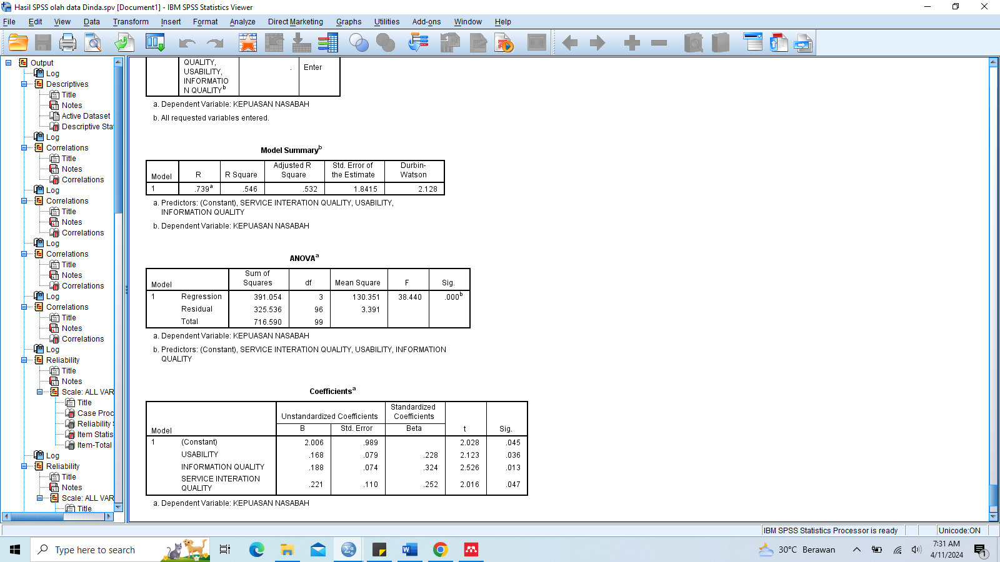 Hasil SPSS olah data Dinda.spv [Document1] - IBM SPSS Statistics Viewer
File Edit View Data Transform Insert Format Analyze Direct Marketing Graphs Utilities Add-ons Window Help
Output
Log
Descriptives
Title
Notes
Active Dataset
Descriptive Sta
Log
Correlations
Title
Notes
Correlations
Log
Correlations
Title
Notes
Correlations
Log
Correlations
Title
Notes
Correlations
Log
Correlations
Title
Notes
Correlations
Log
Reliability
Title
Notes
Scale: ALL VAR
Title
Case Proc
Reliability
Item Statis
Item-Total
Log
Reliability
Title
Notes
Scale: ALL VAR
Title
QUALITY,
USABILITY,
INFORMATIO
N QUALITYb
. Enter
a. Dependent Variable: KEPUASAN NASABAH
b. All requested variables entered.
Model Summaryb
Model R R Square Adjusted R Square Std. Error of the Estimate Durbin-Watson
1 .739a .546 .532 1.8415 2.128
a. Predictors: (Constant), SERVICE INTERATION QUALITY, USABILITY,
INFORMATION QUALITY
b. Dependent Variable: KEPUASAN NASABAH
ANOVAa
Model Sum of Squares df Mean Square F Sig.
1 Regression 391.054 3 130.351 38.440 .000b
Residual 325.536 96 3.391
Total 716.590 99
a. Dependent Variable: KEPUASAN NASABAH
b. Predictors: (Constant), SERVICE INTERATION QUALITY, USABILITY, INFORMATION
QUALITY
Coefficientsa
Model Unstandardized Coefficients Standardized Coefficients t Sig.
B Std. Error Beta
1 (Constant) 2.006 .989 2.028 .045
USABILITY .168 .079 .228 2.123 .036
INFORMATION QUALITY .188 .074 .324 2.526 .013
SERVICE INTERATION
QUALITY .221 .110 .252 2.016 .047
a. Dependent Variable: KEPUASAN NASABAH
IBM SPSS Statistics Processor is ready Unicode:ON
Type here to search
30°C Berawan
7:31 AM
4/11/2024
1